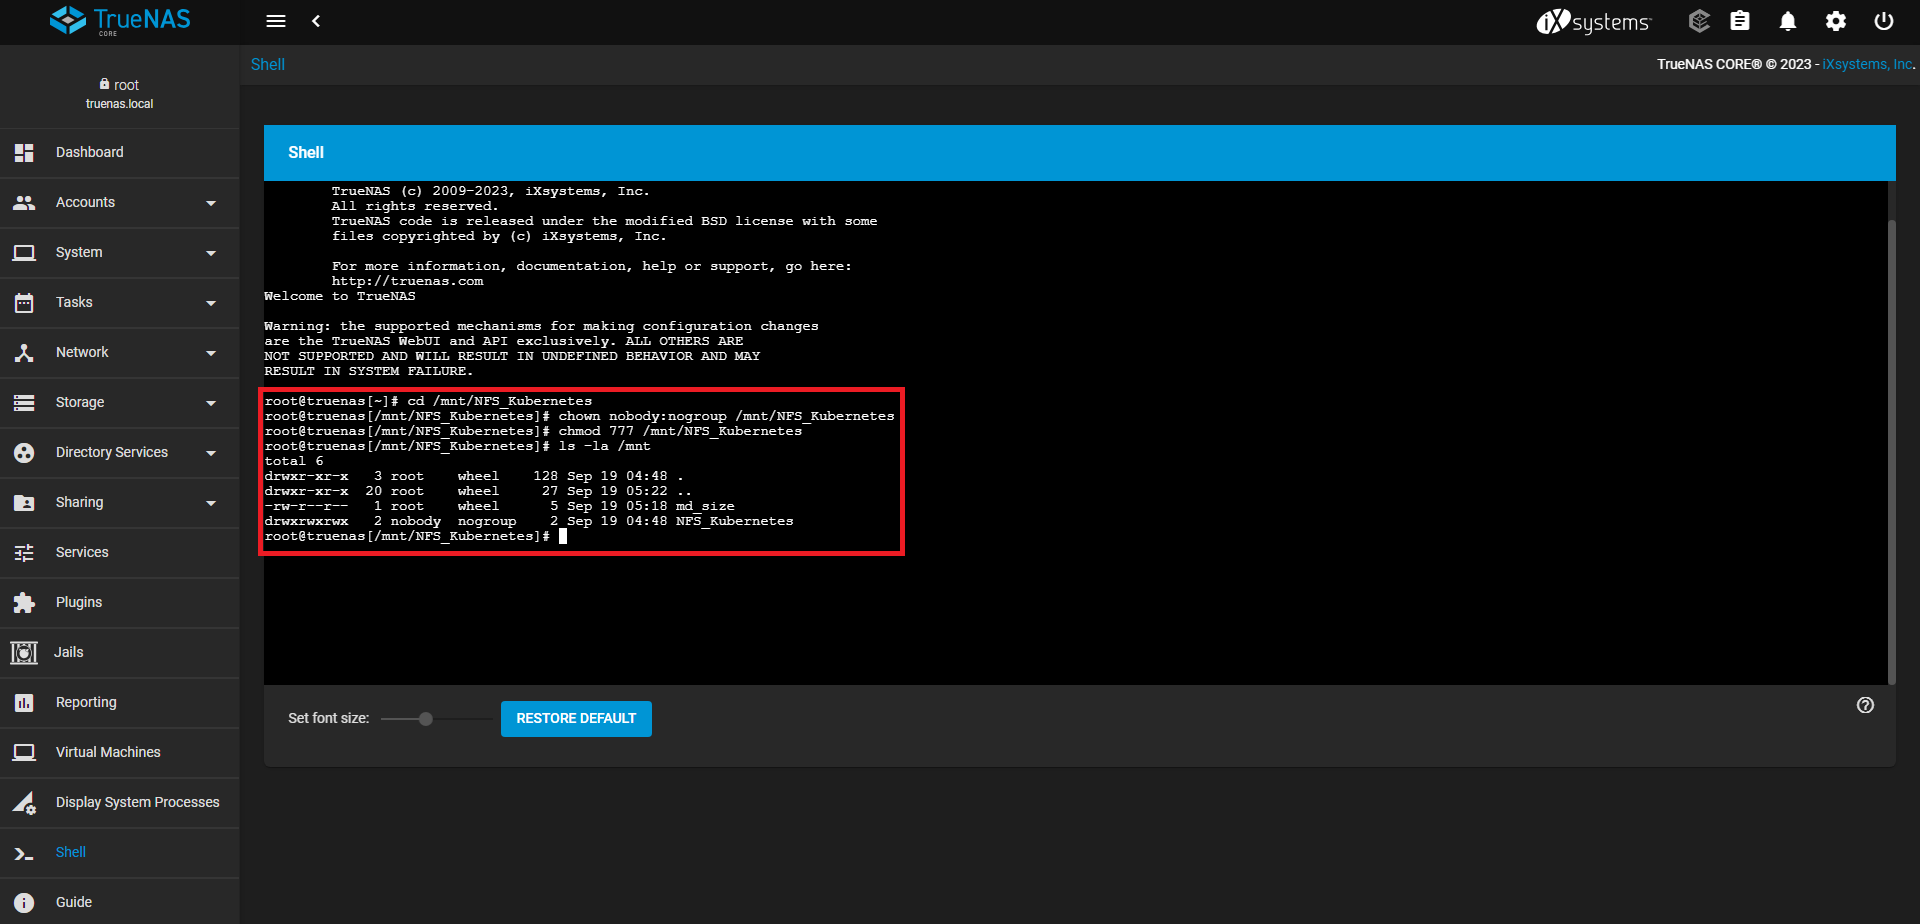 TrueNAS
CORE
iXsystems
root
truenas.local
Shell
TrueNAS CORE® © 2023 - iXsystems, Inc.
Dashboard
Accounts
System
Tasks
Network
Storage
Directory Services
Sharing
Services
Plugins
Jails
Reporting
Virtual Machines
Display System Processes
Shell
Guide
Shell
TrueNAS (c) 2009-2023, iXsystems, Inc.
All rights reserved.
TrueNAS code is released under the modified BSD license with some
files copyrighted by (c) iXsystems, Inc.
For more information, documentation, help or support, go here:
http://truenas.com
Welcome to TrueNAS
Warning: the supported mechanisms for making configuration changes
are the TrueNAS WebUI and API exclusively. ALL OTHERS ARE
NOT SUPPORTED AND WILL RESULT IN UNDEFINED BEHAVIOR AND MAY
RESULT IN SYSTEM FAILURE.
root@truenas[~]# cd /mnt/NFS_Kubernetes
root@truenas[/mnt/NFS_Kubernetes]# chown nobody:nogroup /mnt/NFS_Kubernetes
root@truenas[/mnt/NFS_Kubernetes]# chmod 777 /mnt/NFS_Kubernetes
root@truenas[/mnt/NFS_Kubernetes]# ls -la /mnt
total 6
drwxr-xr-x   3 root    wheel    128 Sep 19 04:48 .
drwxr-xr-x  20 root    wheel     27 Sep 19 05:22 ..
-rw-r--r--   1 root    wheel      5 Sep 19 05:18 md_size
drwxrwxrwx   2 nobody  nogroup    2 Sep 19 04:48 NFS_Kubernetes
root@truenas[/mnt/NFS_Kubernetes]#
Set font size:
RESTORE DEFAULT